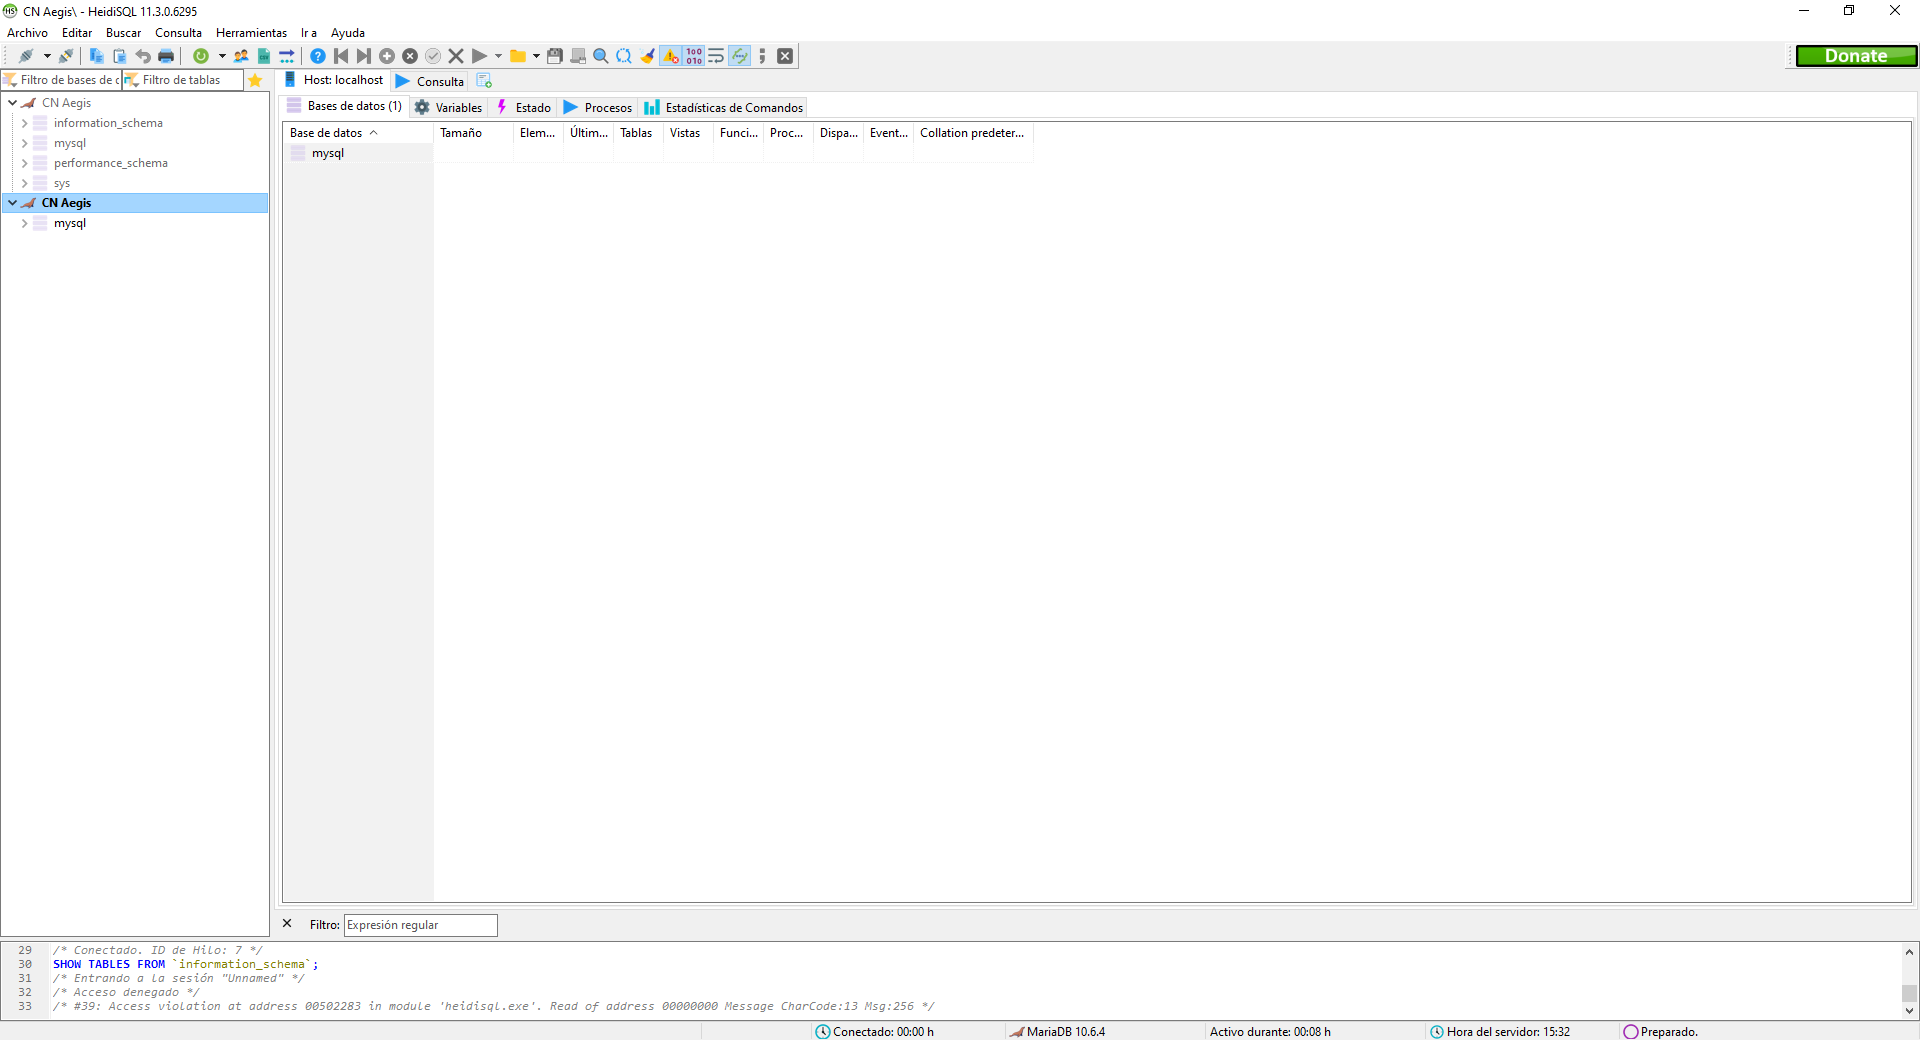 CN Aegis\ - HeidiSQL 11.3.0.6295
Archivo Editar Buscar Consulta Herramientas Ir a Ayuda
Donate
Filtro de bases de d Filtro de tablas
Host: localhost Consulta
Bases de datos (1) Variables Estado Procesos Estadísticas de Comandos
CN Aegis
information_schema
mysql
performance_schema
sys
CN Aegis
mysql
Base de datos Tamaño Elem... Últim... Tablas Vistas Funci... Proc... Dispa... Event... Collation predeter...
mysql
Filtro: Expresión regular
29 /* Conectado. ID de Hilo: 7 */
30 SHOW TABLES FROM `information_schema`;
31 /* Entrando a la sesión "Unnamed" */
32 /* Acceso denegado */
33 /* #39: Access violation at address 00502283 in module 'heidisql.exe'. Read of address 00000000 Message CharCode:13 Msg:256 */
Conectado: 00:00 h MariaDB 10.6.4 Activo durante: 00:08 h Hora del servidor: 15:32 Preparado.